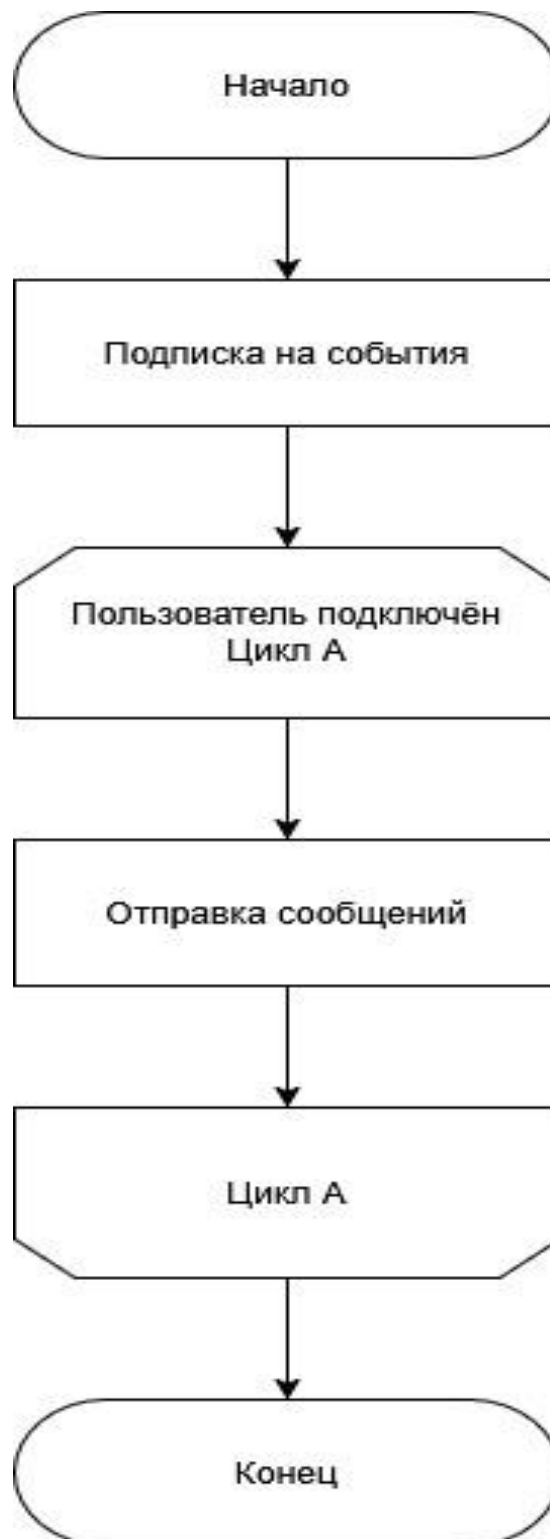 Начало
Подписка на события
Пользователь подключён
Цикл А
Отправка сообщений
Цикл А
Конец